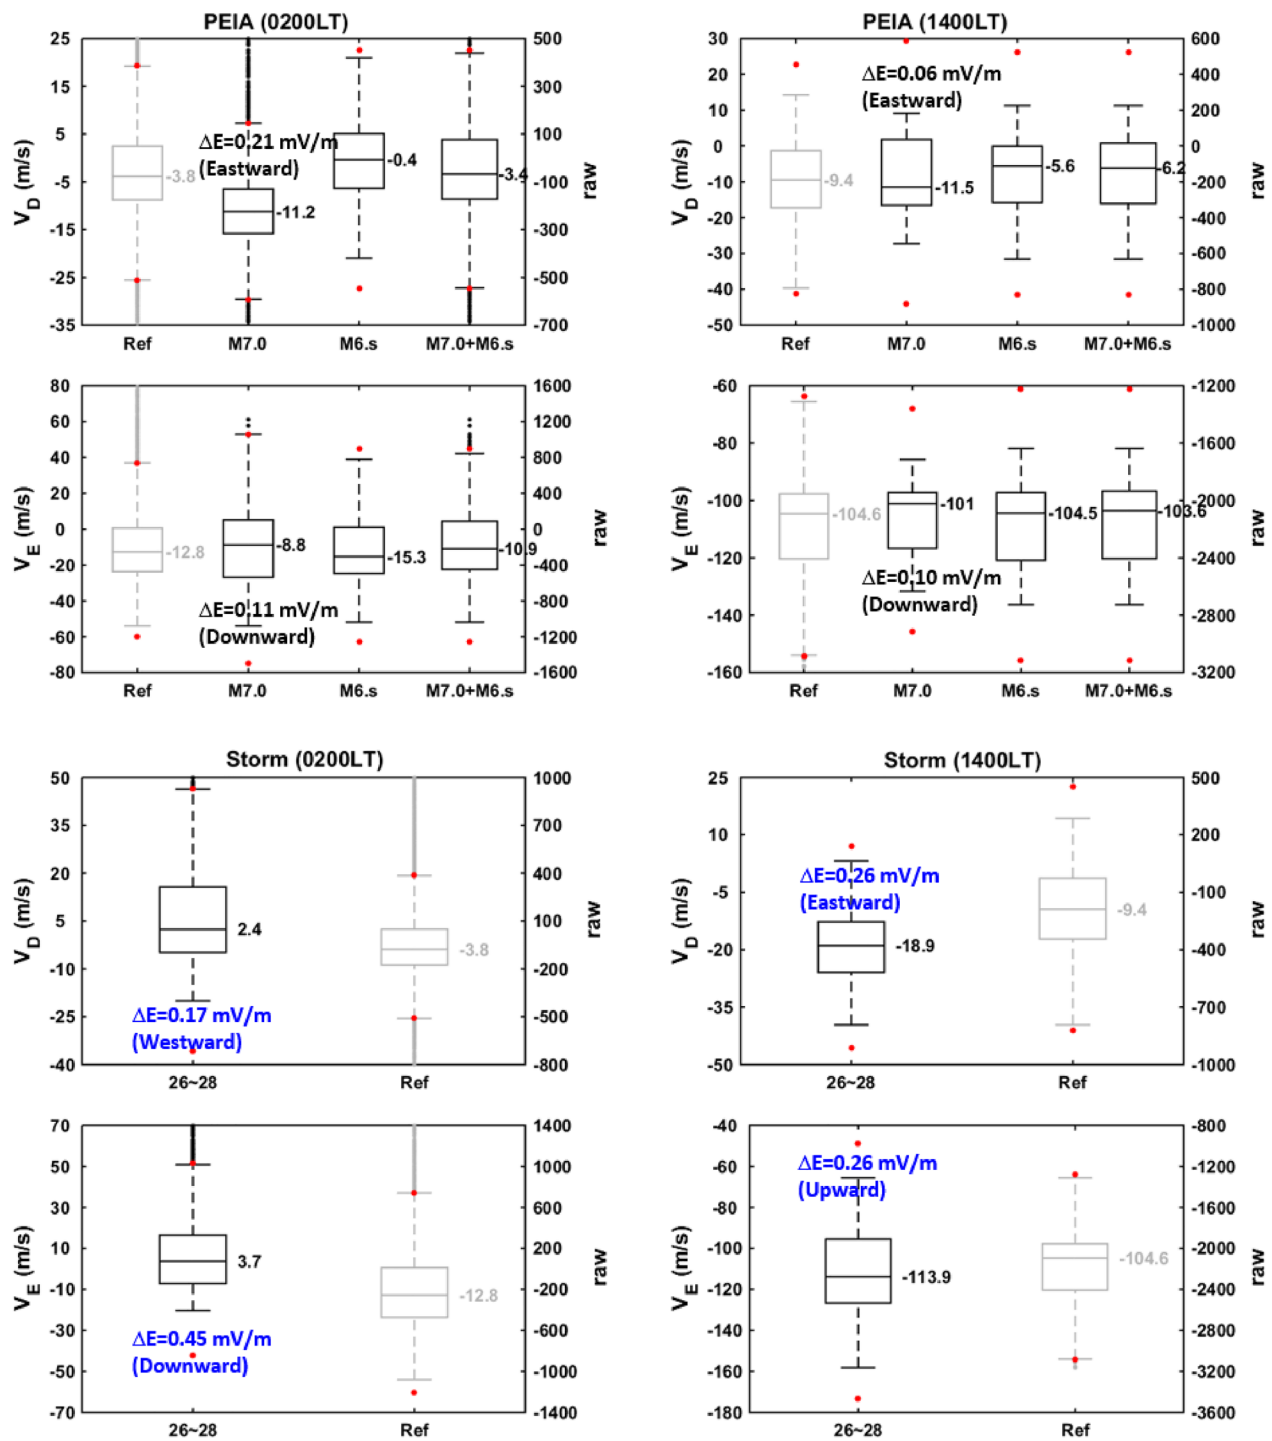 PEIA (0200LT)
25
15
5
-5
-15
-25
-35
V_D (m/s)
500
300
100
-100
-300
-500
-700
raw
ΔE=0.21 mV/m
(Eastward)
-3.8
-11.2
-0.4
-3.4
Ref
M7.0
M6.s
M7.0+M6.s
PEIA (1400LT)
30
20
10
0
-10
-20
-30
-40
-50
V_D (m/s)
600
400
200
0
-200
-400
-600
-800
-1000
raw
ΔE=0.06 mV/m
(Eastward)
-9.4
-11.5
-5.6
-6.2
Ref
M7.0
M6.s
M7.0+M6.s
80
60
40
20
0
-20
-40
-60
-80
V_E (m/s)
1600
1200
800
400
0
-400
-800
-1200
-1600
raw
-12.8
-8.8
-15.3
-10.9
ΔE=0.11 mV/m
(Downward)
Ref
M7.0
M6.s
M7.0+M6.s
-60
-80
-100
-120
-140
-160
V_E (m/s)
-1200
-1600
-2000
-2400
-2800
-3200
raw
-104.6
-101
-104.5
-103.6
ΔE=0.10 mV/m
(Downward)
Ref
M7.0
M6.s
M7.0+M6.s
Storm (0200LT)
50
35
20
5
-10
-25
-40
V_D (m/s)
1000
700
400
100
-200
-500
-800
raw
2.4
-3.8
ΔE=0.17 mV/m
(Westward)
26~28
Ref
Storm (1400LT)
25
10
-5
-20
-35
-50
V_D (m/s)
500
200
-100
-400
-700
-1000
raw
ΔE=0.26 mV/m
(Eastward)
-18.9
-9.4
26~28
Ref
70
50
30
10
-10
-30
-50
-70
V_E (m/s)
1400
1000
600
200
-200
-600
-1000
-1400
raw
3.7
-12.8
ΔE=0.45 mV/m
(Downward)
26~28
Ref
-40
-60
-80
-100
-120
-140
-160
-180
V_E (m/s)
-800
-1200
-1600
-2000
-2400
-2800
-3200
-3600
raw
ΔE=0.26 mV/m
(Upward)
-113.9
-104.6
26~28
Ref